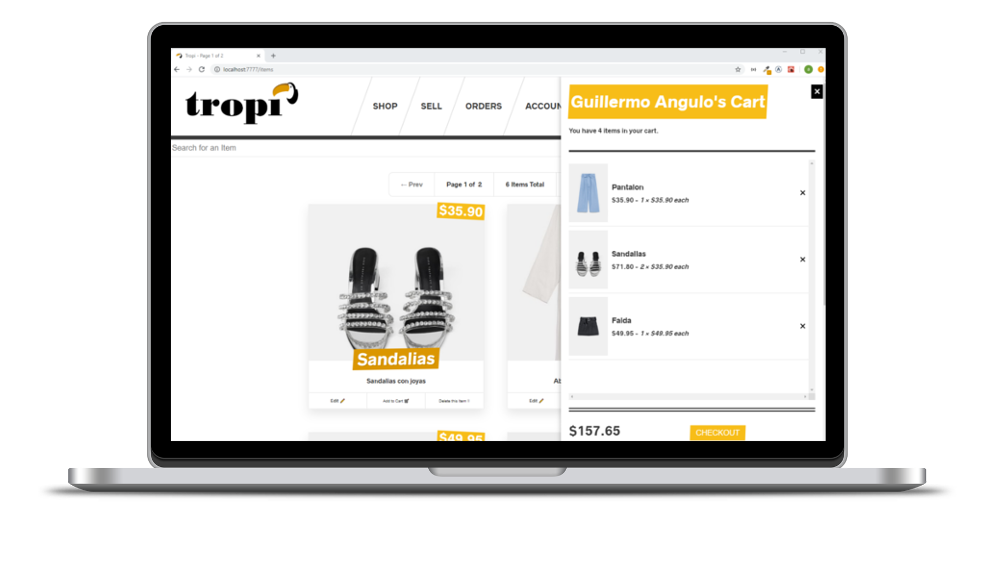 Tropi - Page 1 of 2
localhost:7777/items
tropi
SHOP
SELL
ORDERS
ACCOUN
Search for an Item
← Prev
Page 1 of 2
6 Items Total
$35.90
Sandalias
Sandalias con joyas
Edit
Add to Cart
Delete this item
Ab
Edit
$49.95
Guillermo Angulo's Cart
You have 4 items in your cart.
Pantalon
$35.90 - 1 × $35.90 each
Sandalias
$71.80 - 2 × $35.90 each
Falda
$49.95 - 1 × $49.95 each
$157.65
CHECKOUT